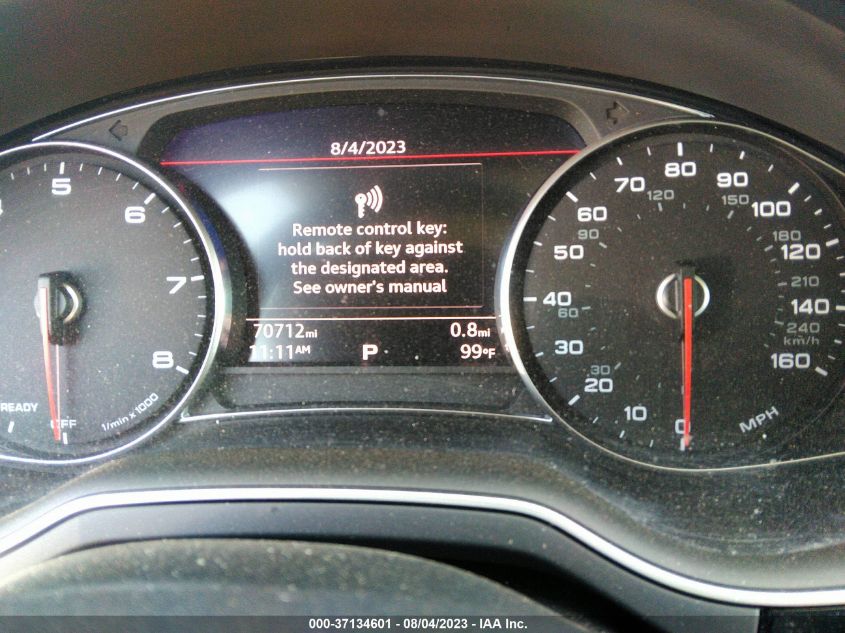 8/4/2023
Remote control key:
hold back of key against
the designated area.
See owner's manual
70712mi 0.8mi
11:11AM P 99°F
5
6
7
8
READY
OFF
1/min x 1000
0
10
20
30
40
50
60
70
80
90
100
120
140
160
MPH
30
60
90
120
150
180
210
240
km/h
000-37134601 - 08/04/2023 - IAA Inc.